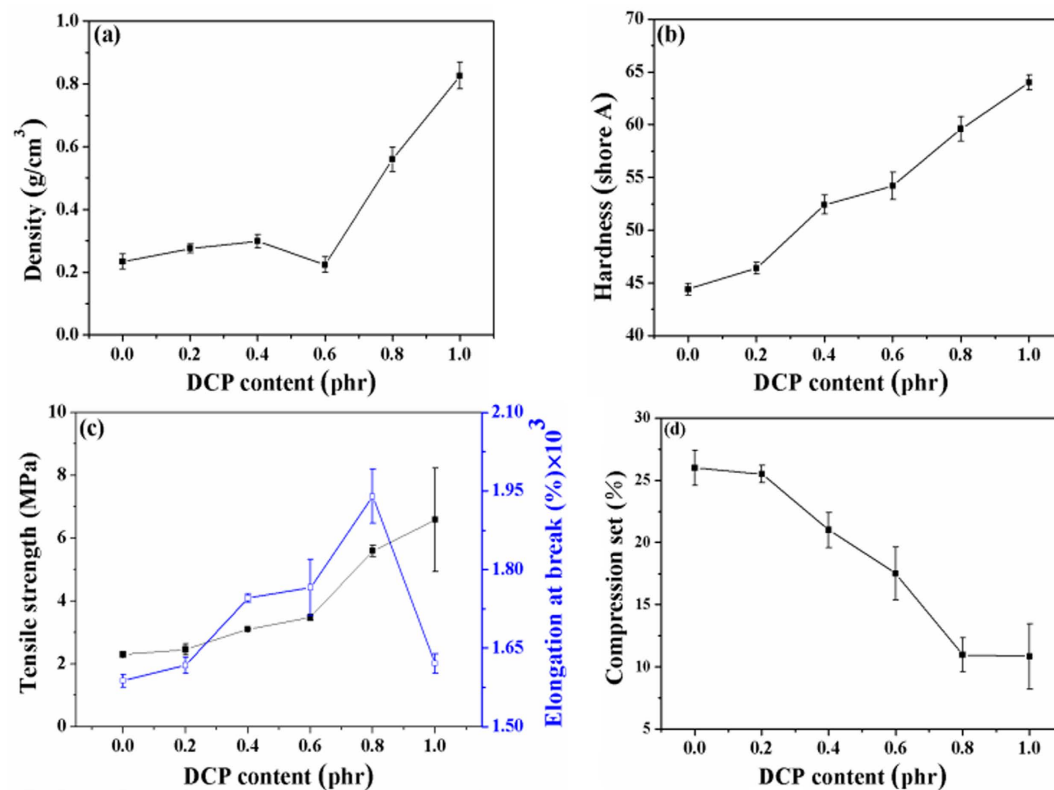 (a)
Density (g/cm³)
1.0
0.8
0.6
0.4
0.2
0.0
0.0 0.2 0.4 0.6 0.8 1.0
DCP content (phr)
(b)
Hardness (shore A)
70
65
60
55
50
45
40
0.0 0.2 0.4 0.6 0.8 1.0
DCP content (phr)
(c)
Tensile strength (MPa)
10
8
6
4
2
0
0.0 0.2 0.4 0.6 0.8 1.0
DCP content (phr)
2.10
1.95
1.80
1.65
1.50
Elongation at break (%)×10³
(d)
Compression set (%)
30
25
20
15
10
5
0.0 0.2 0.4 0.6 0.8 1.0
DCP content (phr)